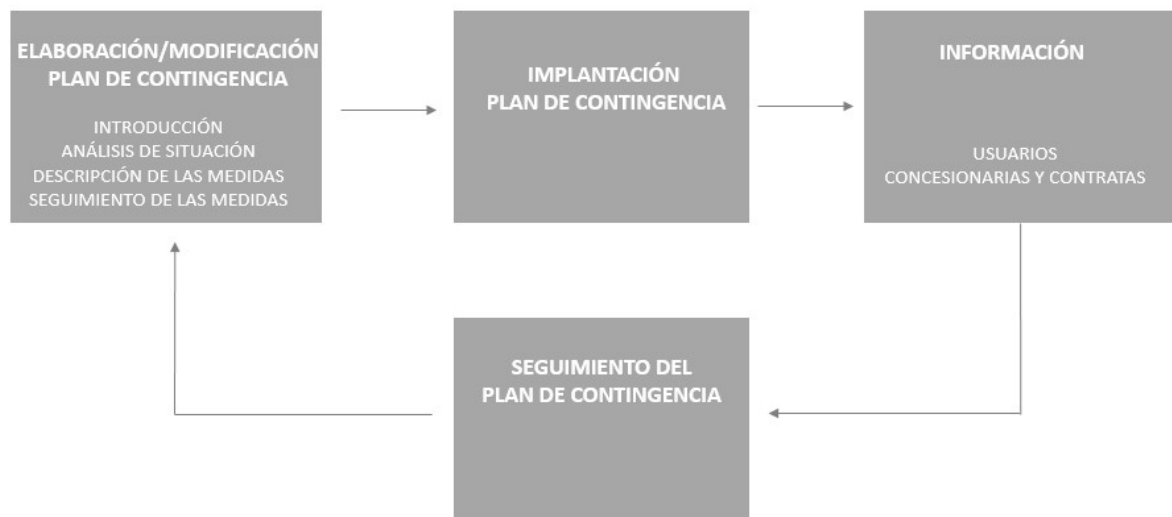 ELABORACIÓN/MODIFICACIÓN
PLAN DE CONTINGENCIA
INTRODUCCIÓN
ANÁLISIS DE SITUACIÓN
DESCRIPCIÓN DE LAS MEDIDAS
SEGUIMIENTO DE LAS MEDIDAS
IMPLANTACIÓN
PLAN DE CONTINGENCIA
INFORMACIÓN
USUARIOS
CONCESIONARIAS Y CONTRATAS
SEGUIMIENTO DEL
PLAN DE CONTINGENCIA